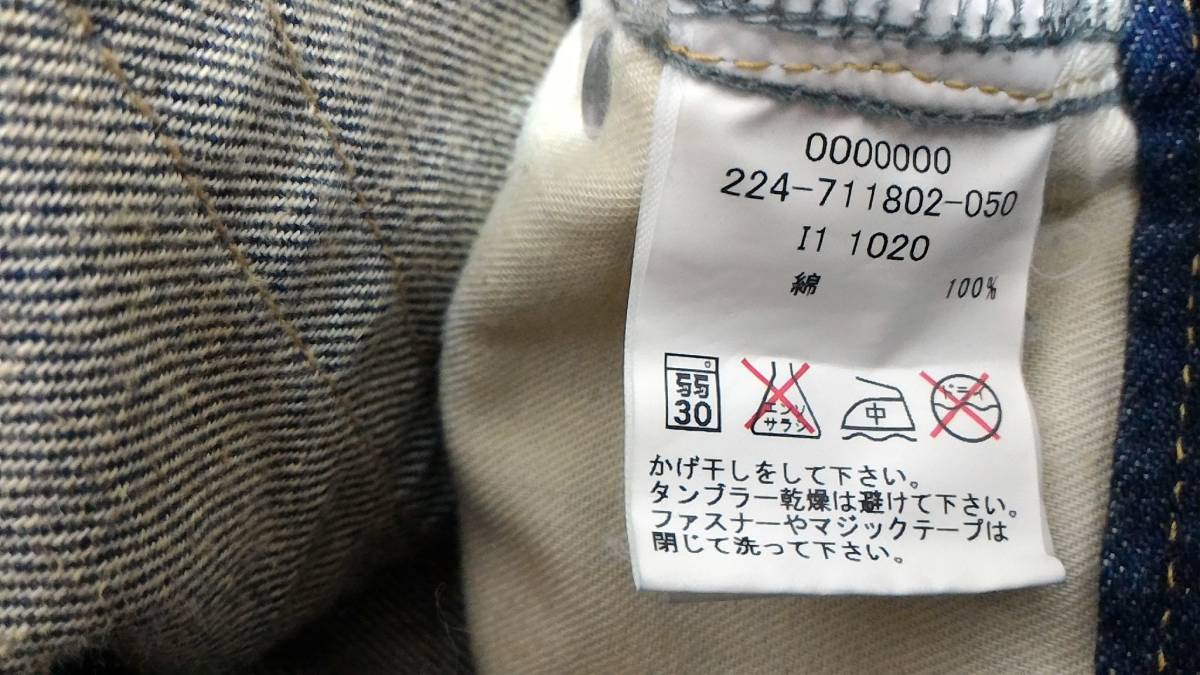 0000000
224-711802-050
I1 1020
綿 100%
弱
30
エンソ
サラシ
中
ドライ
かげ干しをして下さい。
タンブラー乾燥は避けて下さい。
ファスナーやマジックテープは
閉じて洗って下さい。